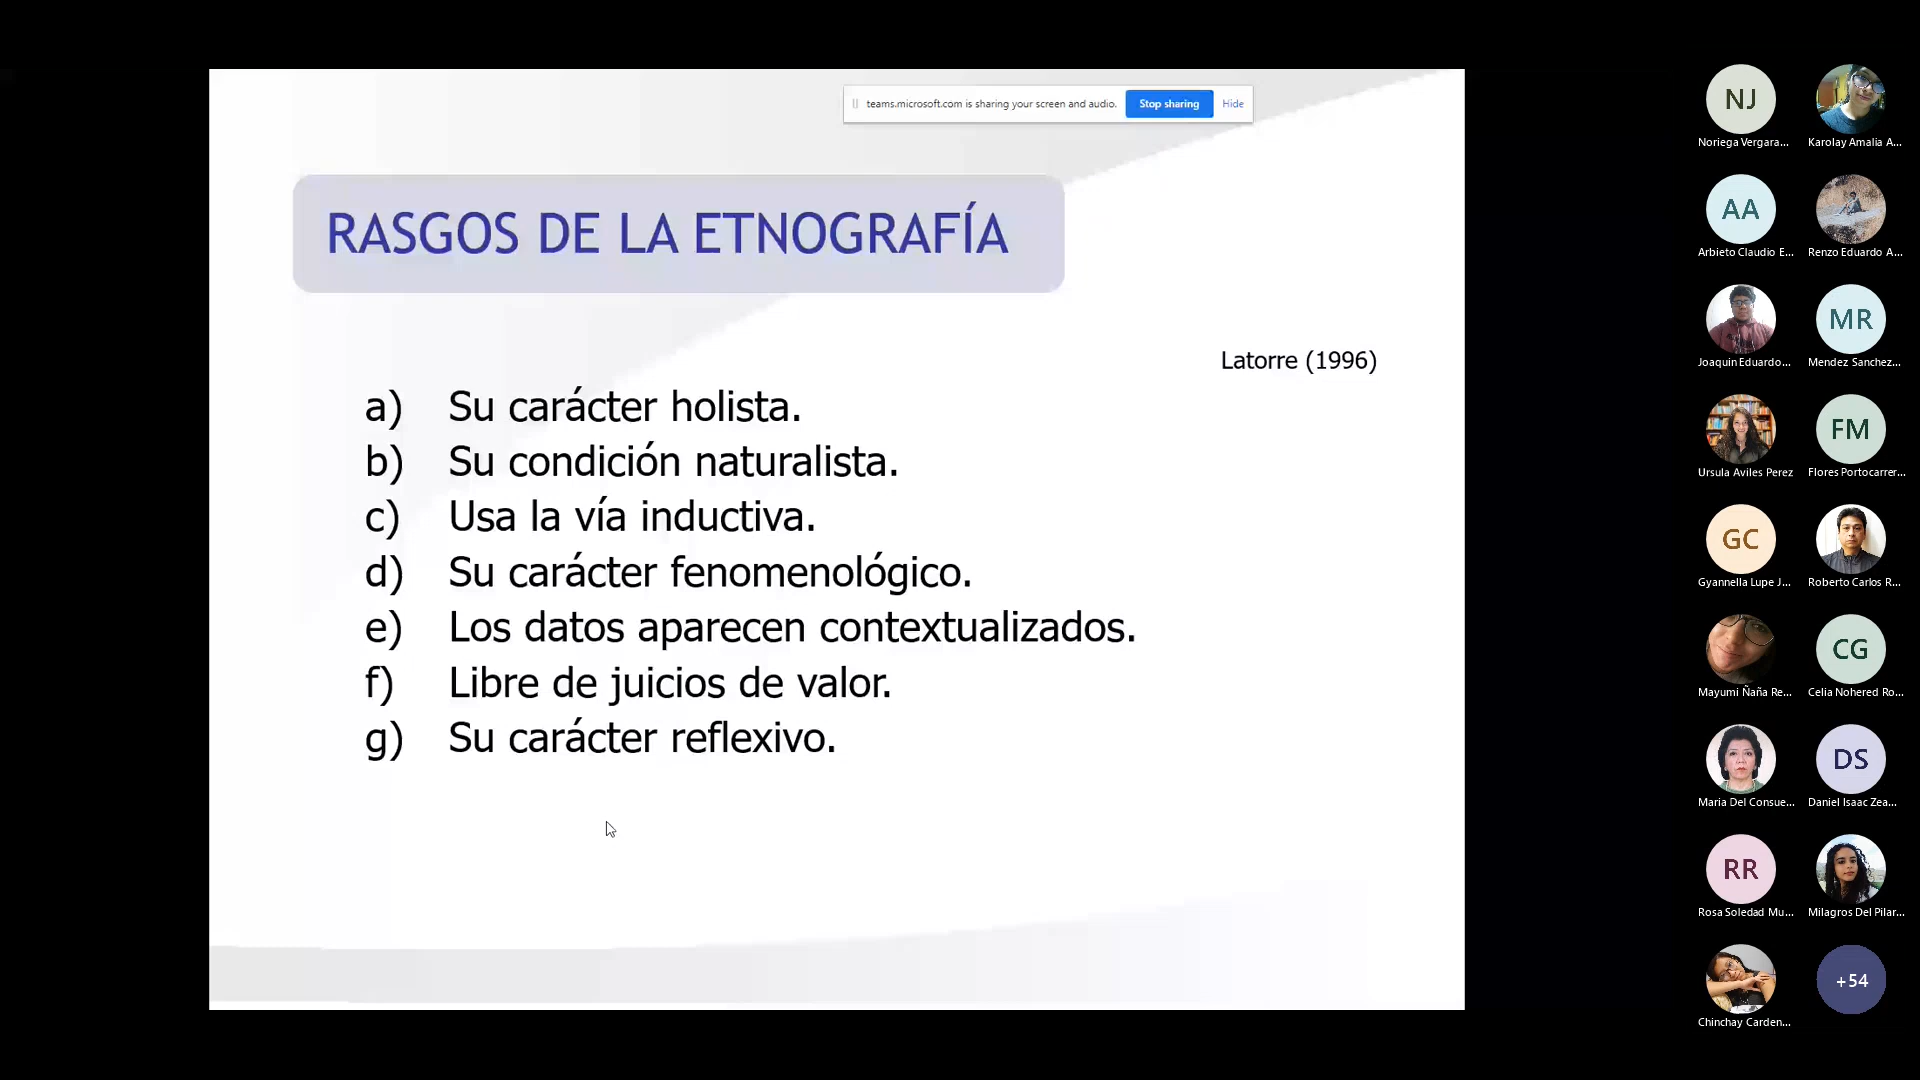 teams.microsoft.com is sharing your screen and audio. Stop sharing Hide
RASGOS DE LA ETNOGRAFÍA
Latorre (1996)
a) Su carácter holista.
b) Su condición naturalista.
c) Usa la vía inductiva.
d) Su carácter fenomenológico.
e) Los datos aparecen contextualizados.
f) Libre de juicios de valor.
g) Su carácter reflexivo.
NJ
Noriega Vergara... Karolay Amalia A...
AA
Arbieto Claudio E... Renzo Eduardo A...
MR
Joaquin Eduardo... Mendez Sanchez...
FM
Ursula Aviles Perez Flores Portocarrer...
GC
Gyannella Lupe J... Roberto Carlos R...
CG
Mayumi Ñaña Re... Celia Nohered Ro...
DS
Maria Del Consue... Daniel Isaac Zea...
RR
Rosa Soledad Mu... Milagros Del Pilar...
+54
Chinchay Carden...